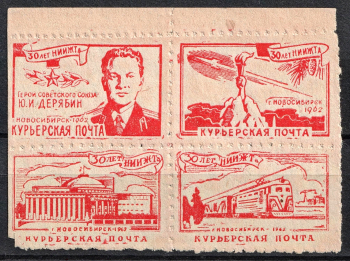 30 ЛЕТ НИИЖТА
ГЕРОЙ СОВЕТСКОГО СОЮЗА
Ю.И. ДЕРЯБИН
НОВОСИБИРСК-1962
КУРЬЕРСКАЯ ПОЧТА
30 ЛЕТ НИИЖТА
г. НОВОСИБИРСК
1962
КУРЬЕРСКАЯ ПОЧТА
30 ЛЕТ НИИЖТА
г. НОВОСИБИРСК-1962
КУРЬЕРСКАЯ ПОЧТА
30 ЛЕТ НИИЖТА
г. НОВОСИБИРСК - 1962
КУРЬЕРСКАЯ ПОЧТА